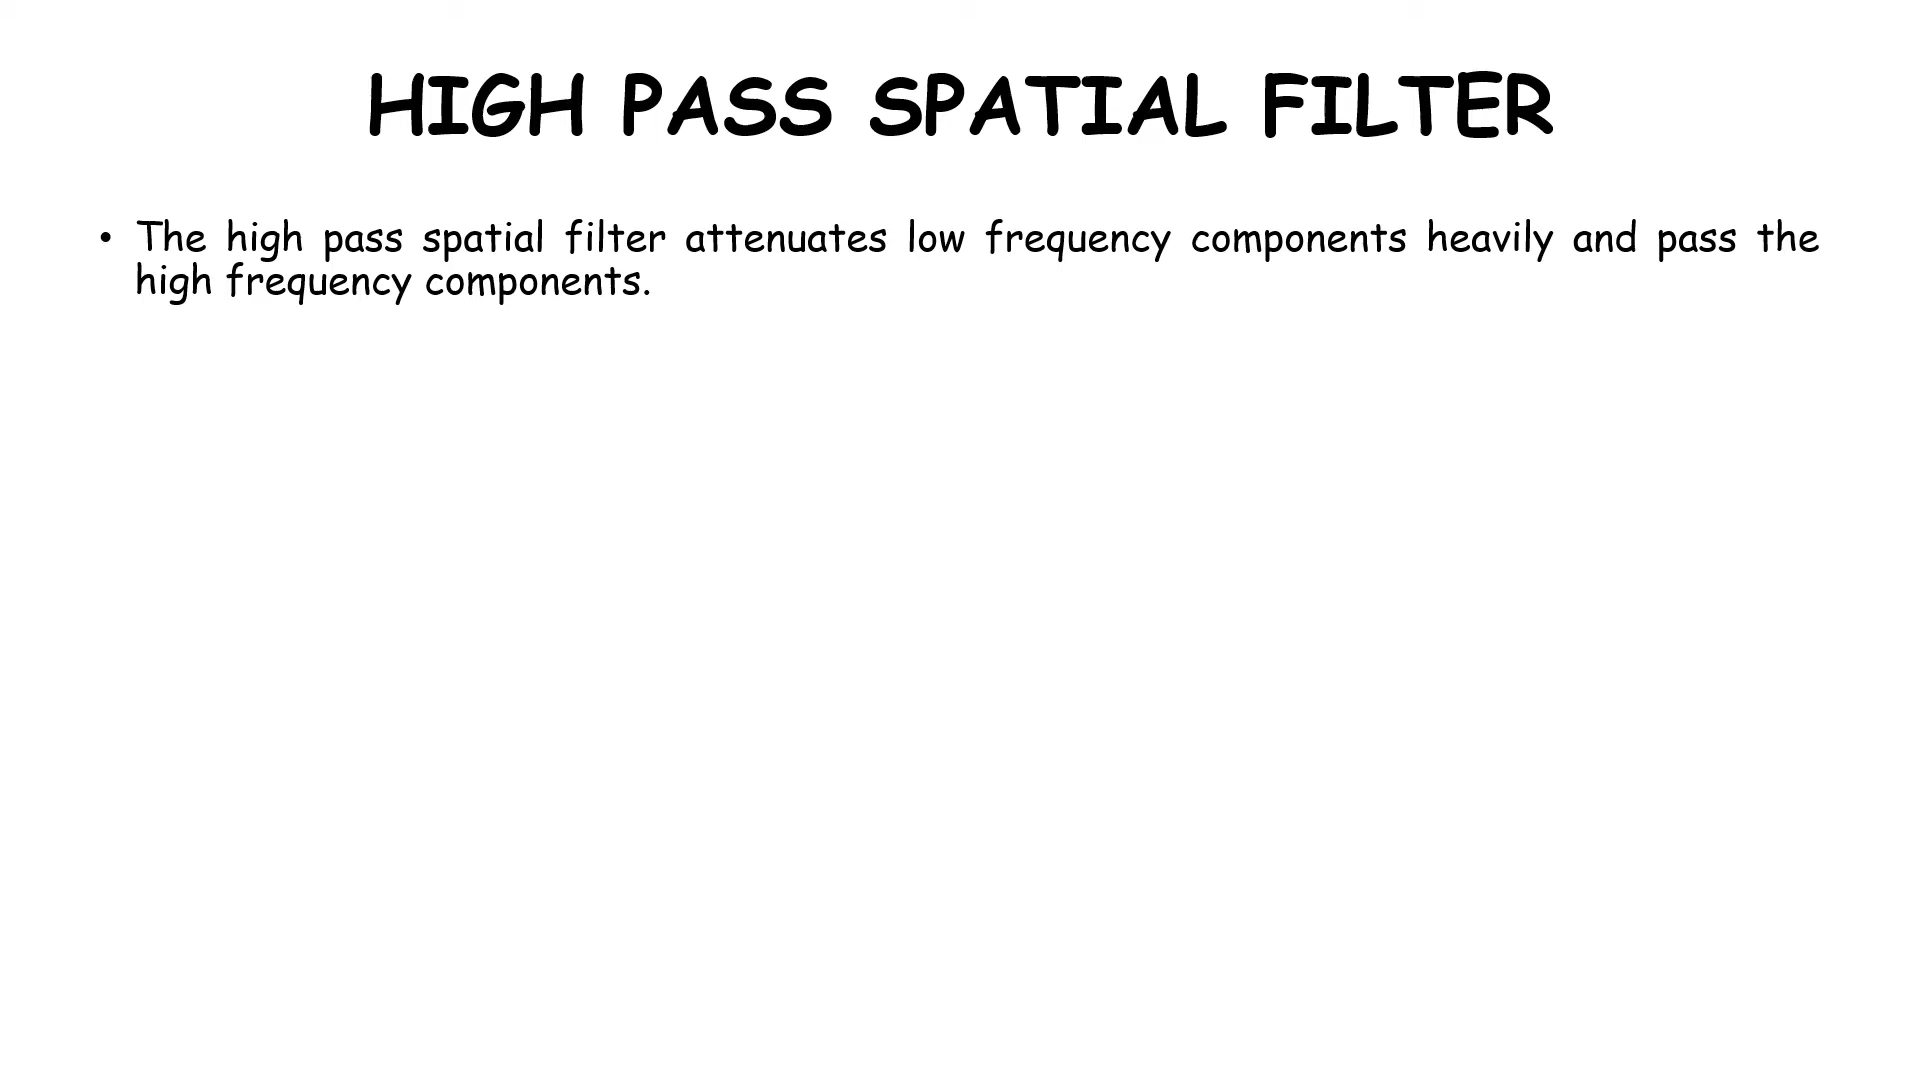 HIGH PASS SPATIAL FILTER
• The high pass spatial filter attenuates low frequency components heavily and pass the
high frequency components.